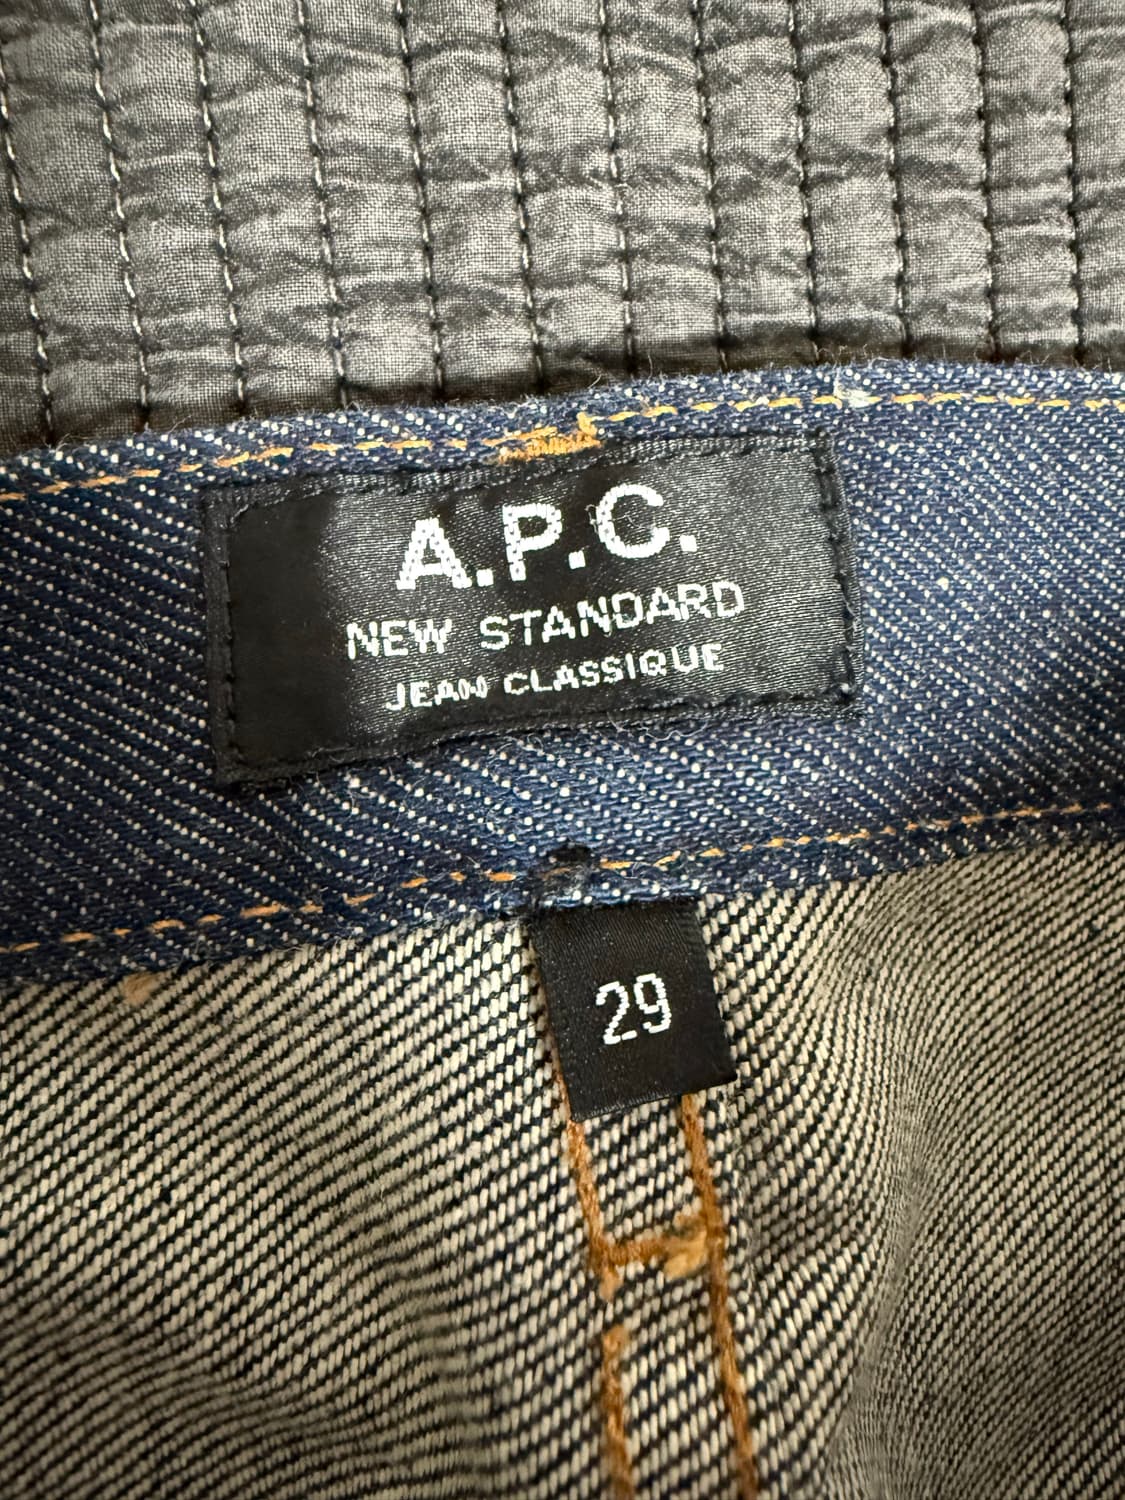 A.P.C.
NEW STANDARD
JEAN CLASSIQUE
29